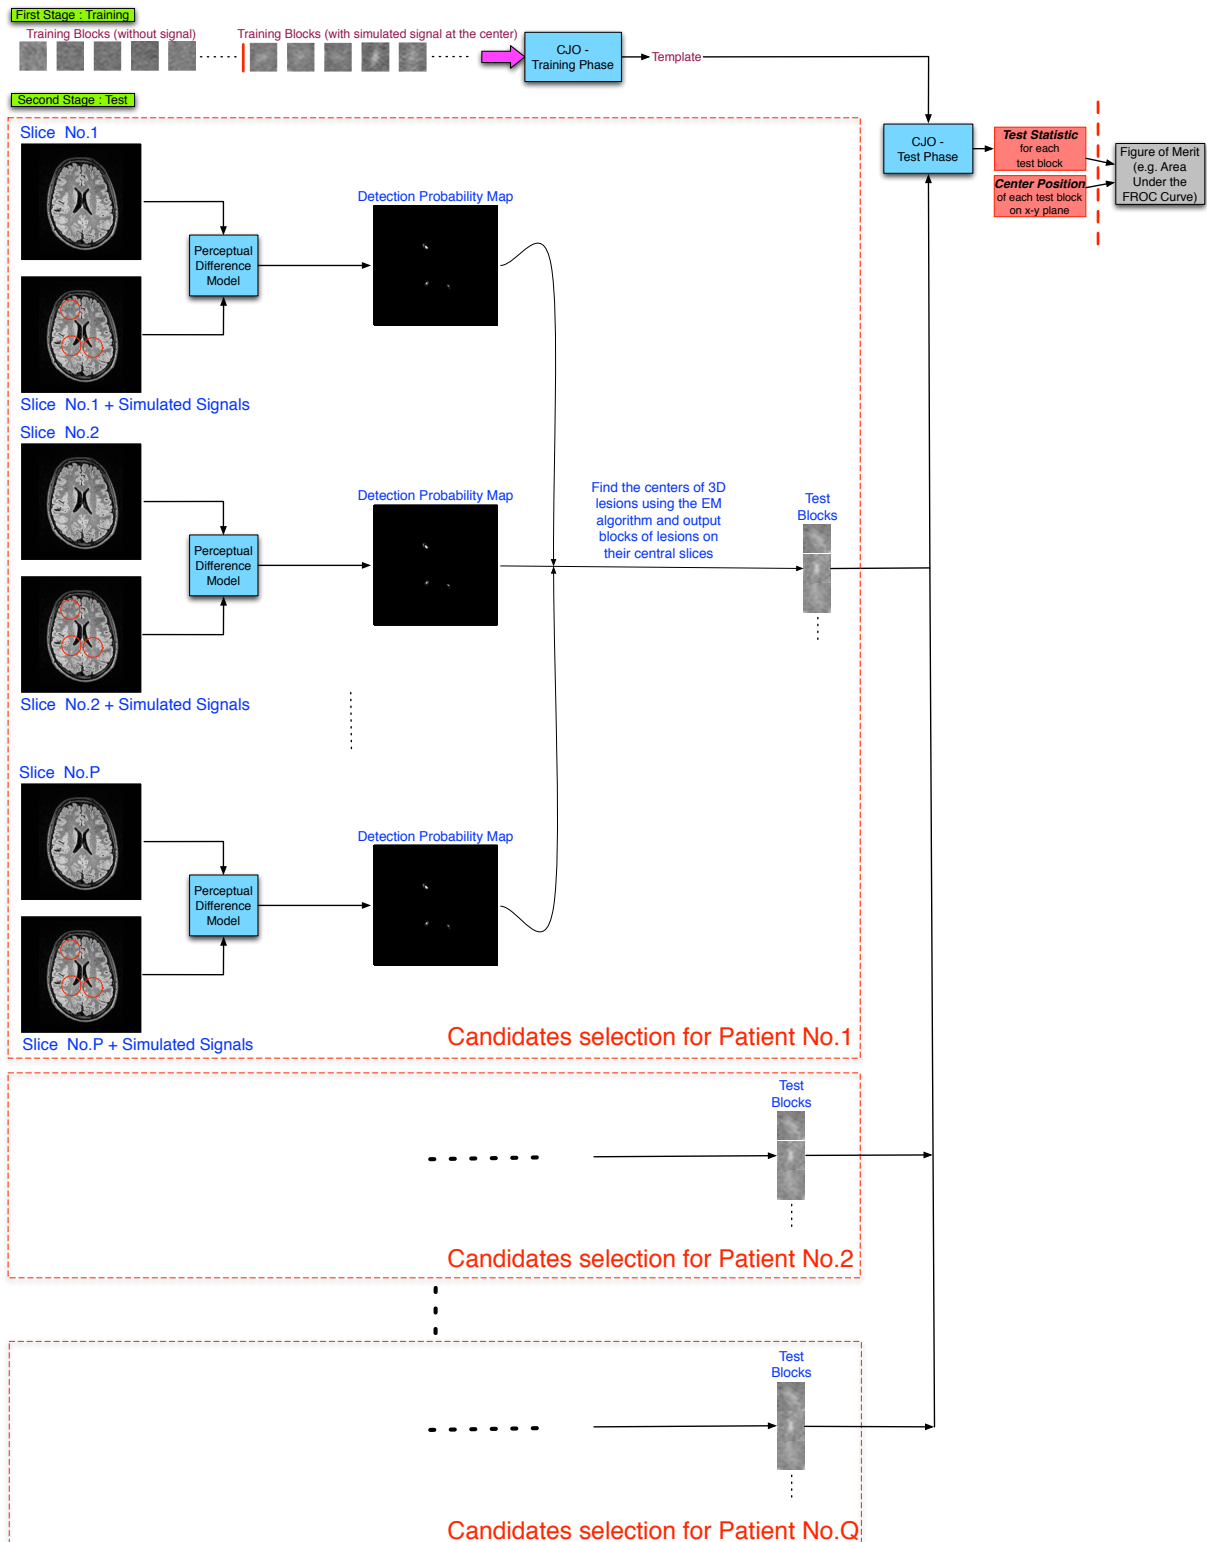 First Stage : Training
Training Blocks (without signal)
Training Blocks (with simulated signal at the center)
CJO -
Training Phase
Template
Second Stage : Test
Slice No.1
Detection Probability Map
Perceptual
Difference
Model
Slice No.1 + Simulated Signals
CJO -
Test Phase
Test Statistic
for each
test block
Center Position
of each test block
on x-y plane
Figure of Merit
(e.g. Area
Under the
FROC Curve)
Slice No.2
Detection Probability Map
Perceptual
Difference
Model
Slice No.2 + Simulated Signals
Find the centers of 3D
lesions using the EM
algorithm and output
blocks of lesions on
their central slices
Test
Blocks
Slice No.P
Detection Probability Map
Perceptual
Difference
Model
Slice No.P + Simulated Signals
Candidates selection for Patient No.1
Test
Blocks
Candidates selection for Patient No.2
Test
Blocks
Candidates selection for Patient No.Q